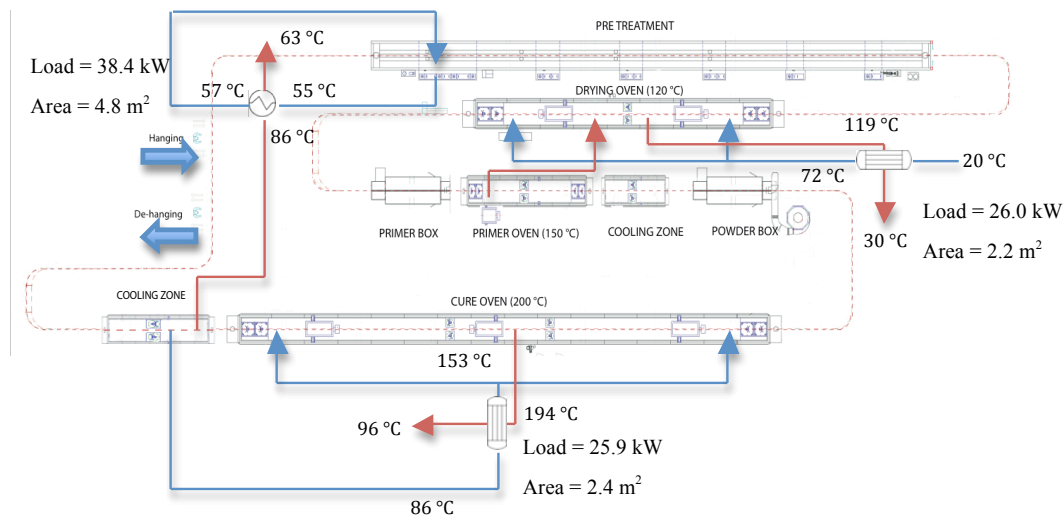 PRE TREATMENT
63 °C
Load = 38.4 kW
57 °C
55 °C
Area = 4.8 m²
DRYING OVEN (120 °C)
86 °C
119 °C
Hanging
20 °C
72 °C
De-hanging
Load = 26.0 kW
PRIMER BOX
PRIMER OVEN (150 °C)
COOLING ZONE
POWDER BOX
30 °C
Area = 2.2 m²
COOLING ZONE
CURE OVEN (200 °C)
153 °C
194 °C
96 °C
Load = 25.9 kW
Area = 2.4 m²
86 °C